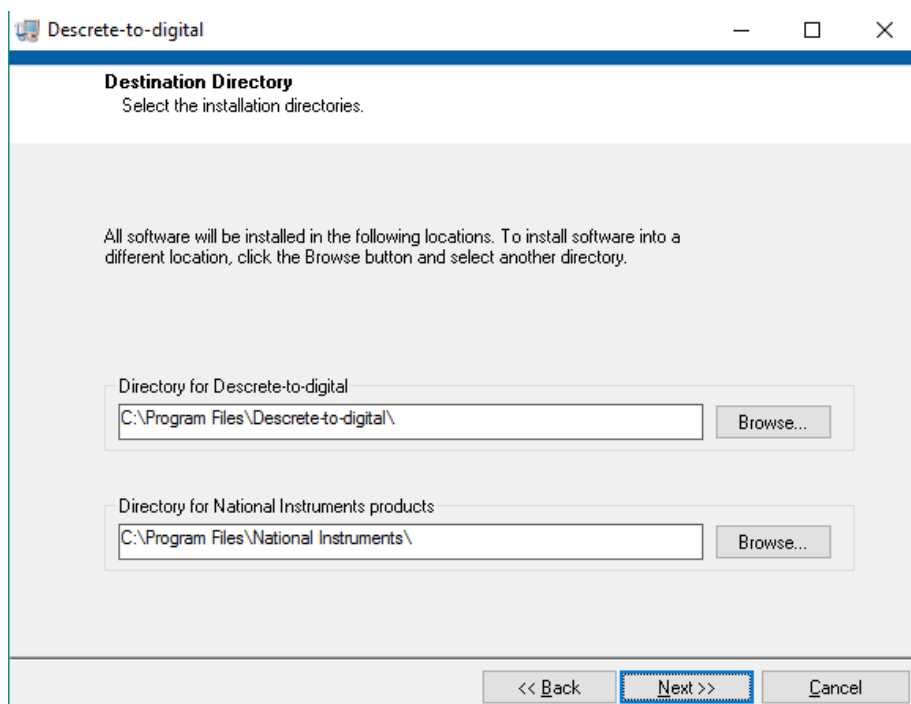 Descrete-to-digital
Destination Directory
Select the installation directories.
All software will be installed in the following locations. To install software into a
different location, click the Browse button and select another directory.
Directory for Descrete-to-digital
C:\Program Files\Descrete-to-digital\
Browse...
Directory for National Instruments products
C:\Program Files\National Instruments\
Browse...
<< Back
Next >>
Cancel